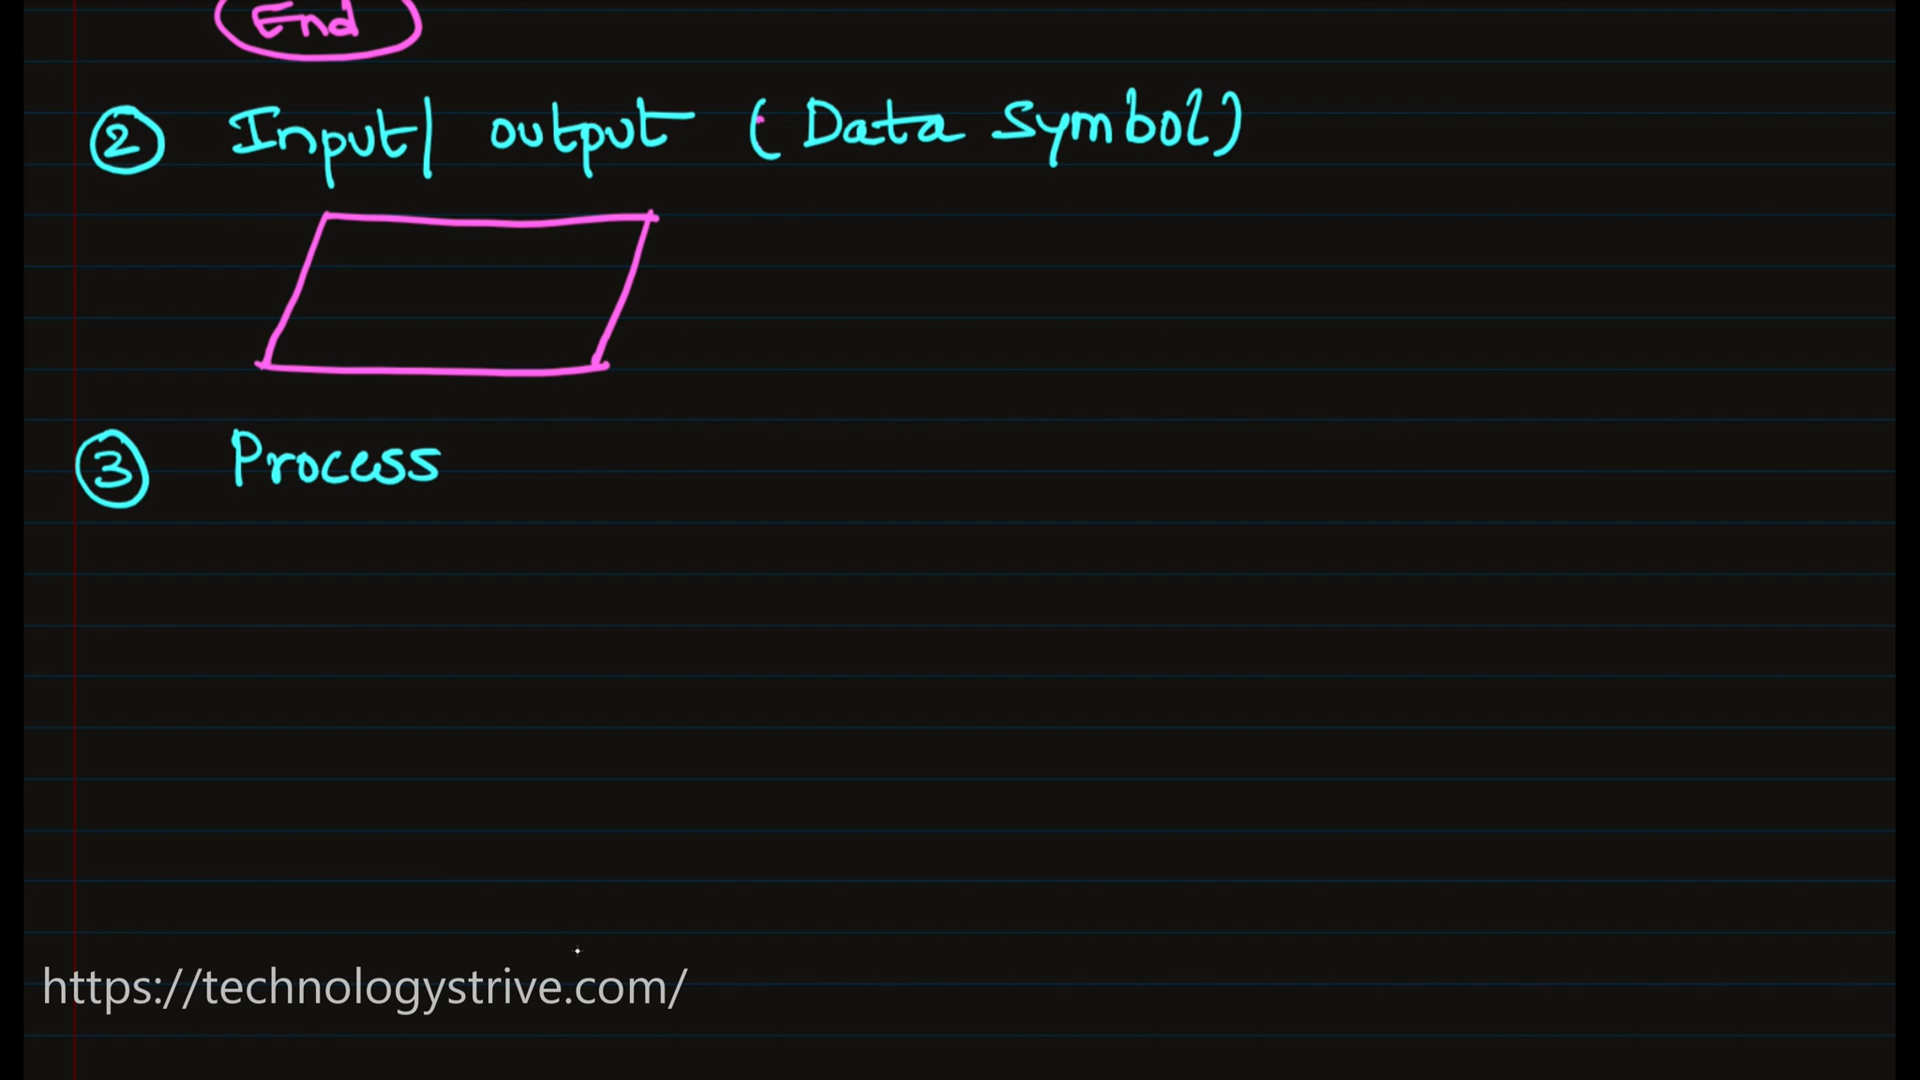 End
② Input/ output (Data Symbol)
③ Process
https://technologystrive.com/